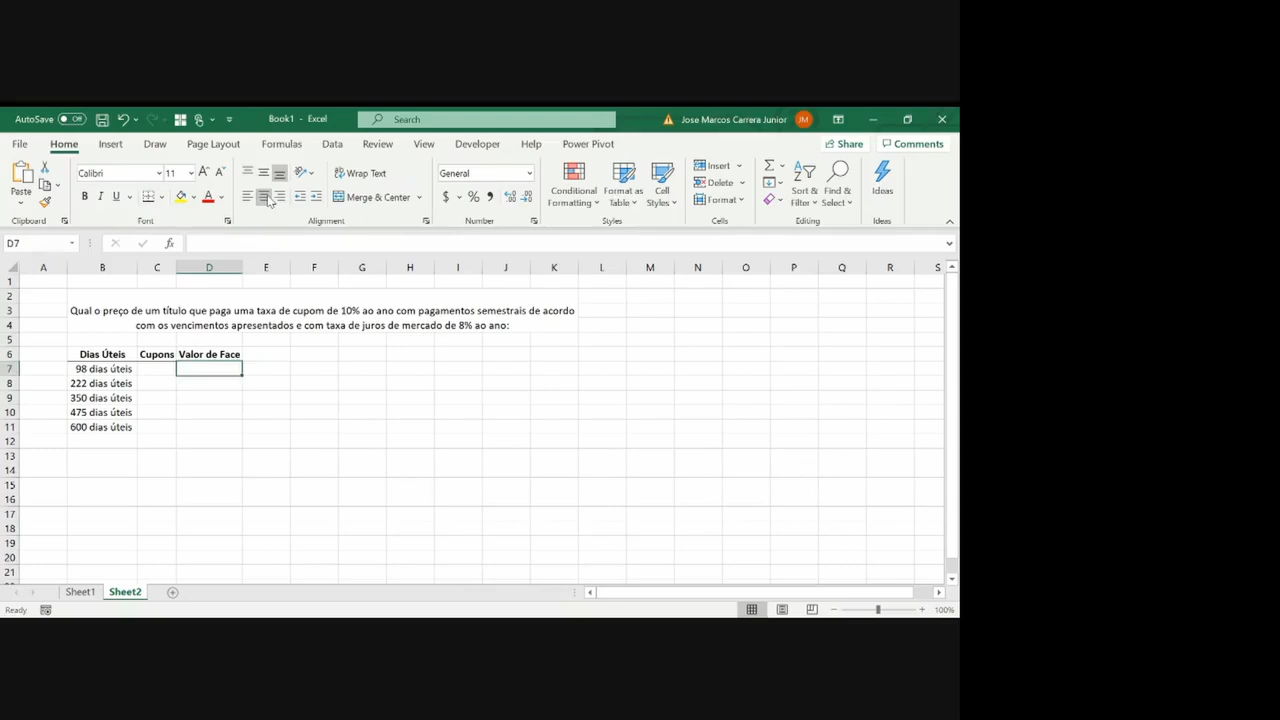 AutoSave Off Book1 - Excel Search Jose Marcos Carrera Junior JM
File Home Insert Draw Page Layout Formulas Data Review View Developer Help Power Pivot Share Comments
Paste Calibri 11 A A Wrap Text General Conditional Formatting Format as Table Cell Styles Insert Sort & Filter Find & Select Ideas
Delete
B I U A Merge & Center $ % Format
Clipboard Font Alignment Number Styles Cells Editing Ideas
D7 fx
A B C D E F G H I J K L M N O P Q R S
1
2
3 Qual o preço de um título que paga uma taxa de cupom de 10% ao ano com pagamentos semestrais de acordo
4 com os vencimentos apresentados e com taxa de juros de mercado de 8% ao ano:
5
6 Dias Úteis Cupons Valor de Face
7 98 dias úteis
8 222 dias úteis
9 350 dias úteis
10 475 dias úteis
11 600 dias úteis
12
13
14
15
16
17
18
19
20
21
Sheet1 Sheet2
Ready 100%